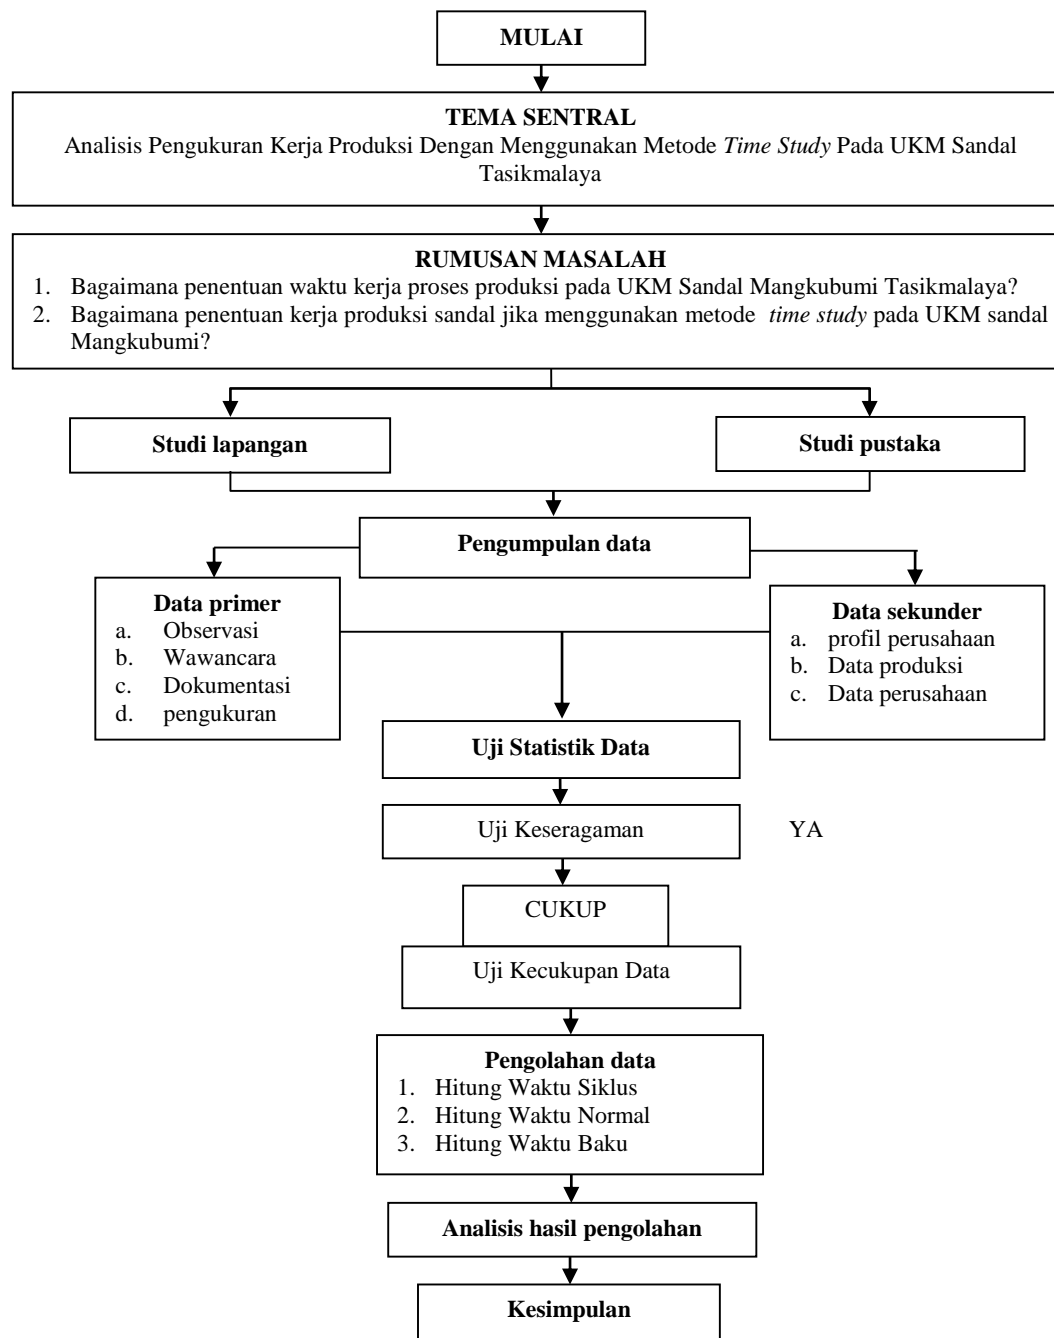 MULAI
TEMA SENTRAL
Analisis Pengukuran Kerja Produksi Dengan Menggunakan Metode Time Study Pada UKM Sandal
Tasikmalaya
RUMUSAN MASALAH
1. Bagaimana penentuan waktu kerja proses produksi pada UKM Sandal Mangkubumi Tasikmalaya?
2. Bagaimana penentuan kerja produksi sandal jika menggunakan metode time study pada UKM sandal
Mangkubumi?
Studi lapangan
Studi pustaka
Pengumpulan data
Data primer
a. Observasi
b. Wawancara
c. Dokumentasi
d. pengukuran
Data sekunder
a. profil perusahaan
b. Data produksi
c. Data perusahaan
Uji Statistik Data
Uji Keseragaman
YA
CUKUP
Uji Kecukupan Data
Pengolahan data
1. Hitung Waktu Siklus
2. Hitung Waktu Normal
3. Hitung Waktu Baku
Analisis hasil pengolahan
Kesimpulan